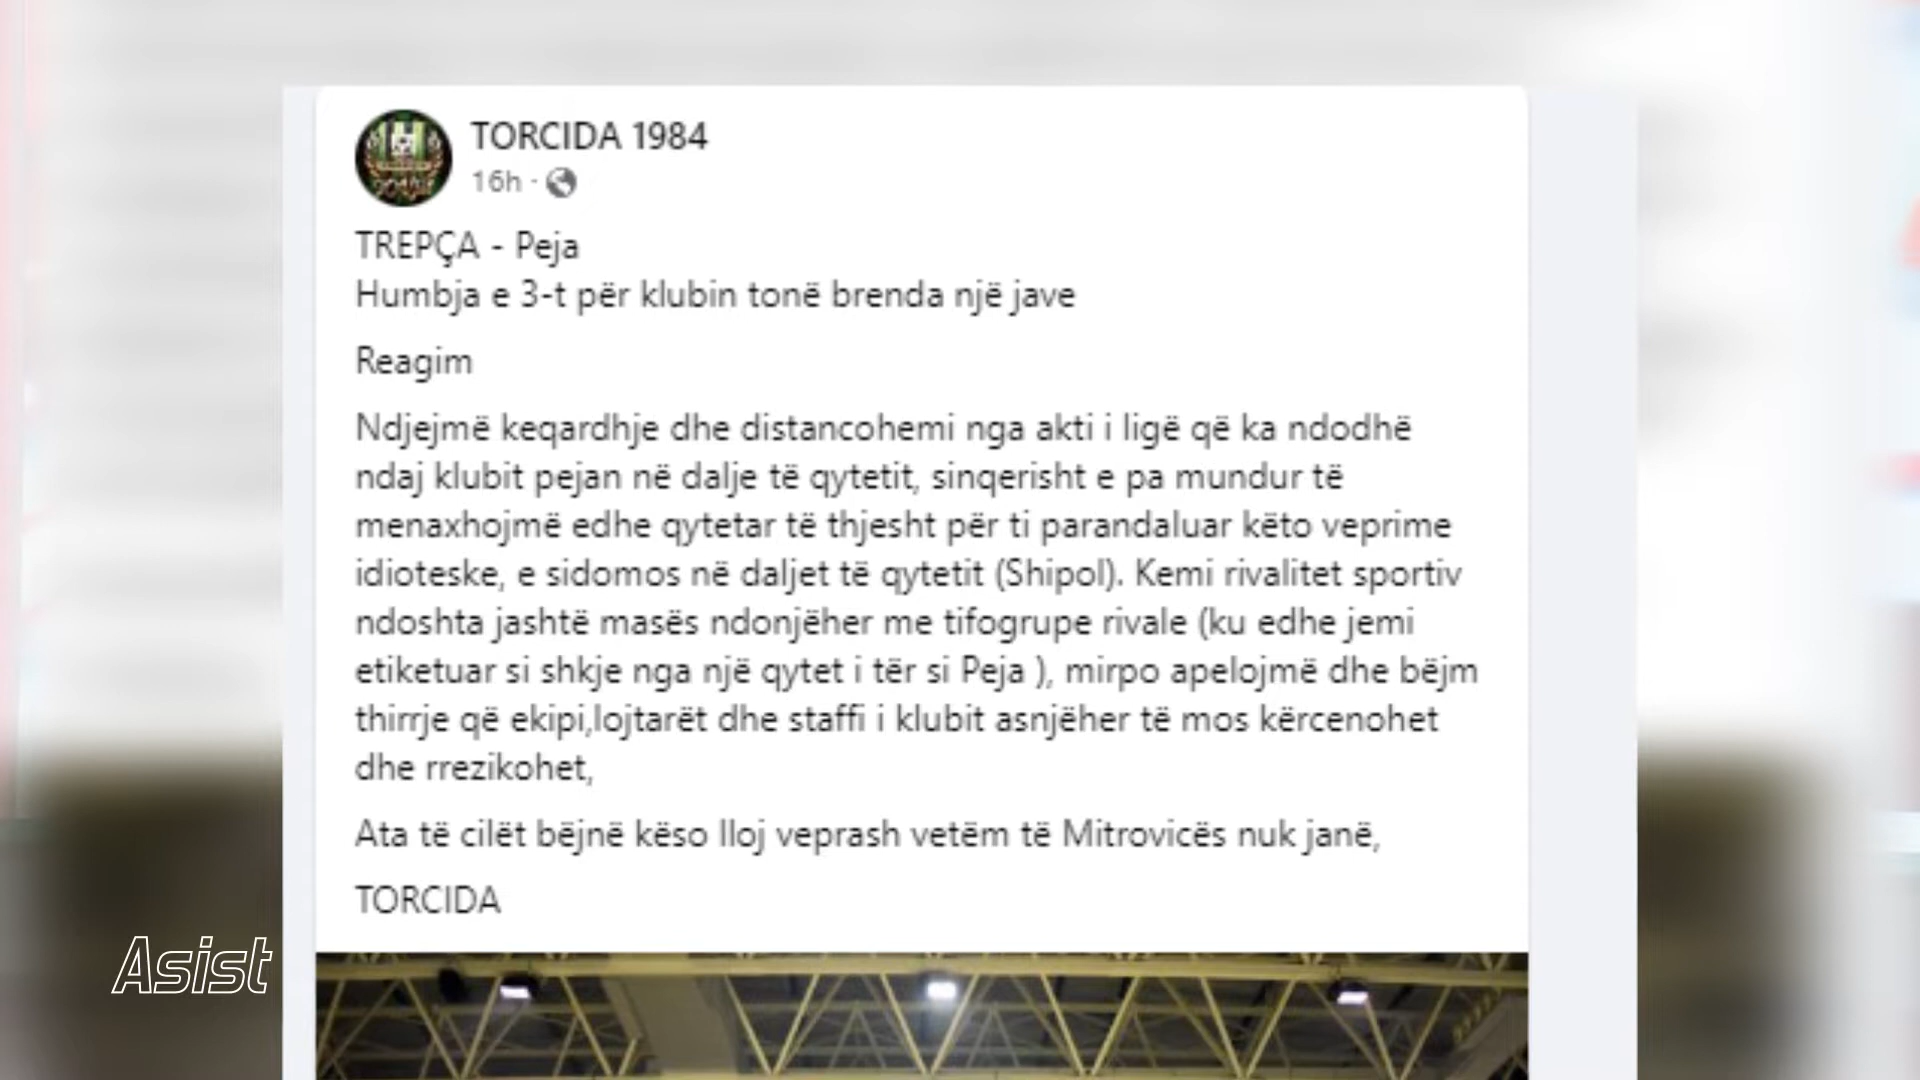 TORCIDA 1984
16h ·
TREPÇA - Peja
Humbja e 3-t për klubin tonë brenda një jave
Reagim
Ndjejmë keqardhje dhe distancohemi nga akti i ligë që ka ndodhë
ndaj klubit pejan në dalje të qytetit, sinqerisht e pa mundur të
menaxhojmë edhe qytetar të thjesht për ti parandaluar këto veprime
idioteske, e sidomos në daljet të qytetit (Shipol). Kemi rivalitet sportiv
ndoshta jashtë masës ndonjëher me tifogrupe rivale (ku edhe jemi
etiketuar si shkje nga një qytet i tër si Peja ), mirpo apelojmë dhe bëjm
thirrje që ekipi,lojtarët dhe staffi i klubit asnjëher të mos kërcenohet
dhe rrezikohet,
Ata të cilët bëjnë këso lloj veprash vetëm të Mitrovicës nuk janë,
TORCIDA
Asist